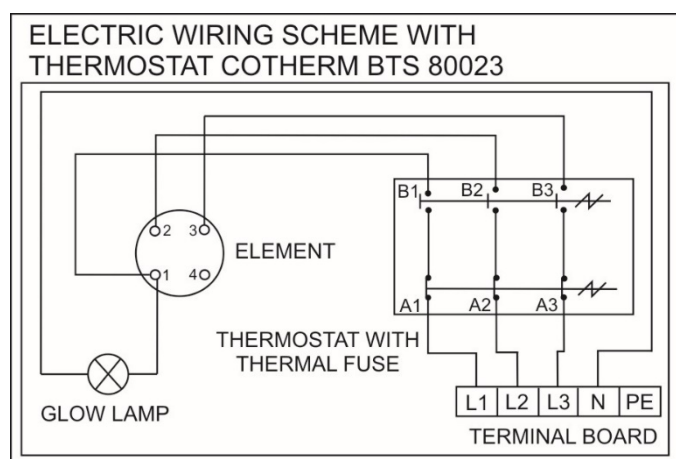 ELECTRIC WIRING SCHEME WITH
THERMOSTAT COTHERM BTS 80023
B1 B2 B3
2 3
ELEMENT
1 4
A1 A2 A3
THERMOSTAT WITH
THERMAL FUSE
GLOW LAMP
L1 L2 L3 N PE
TERMINAL BOARD